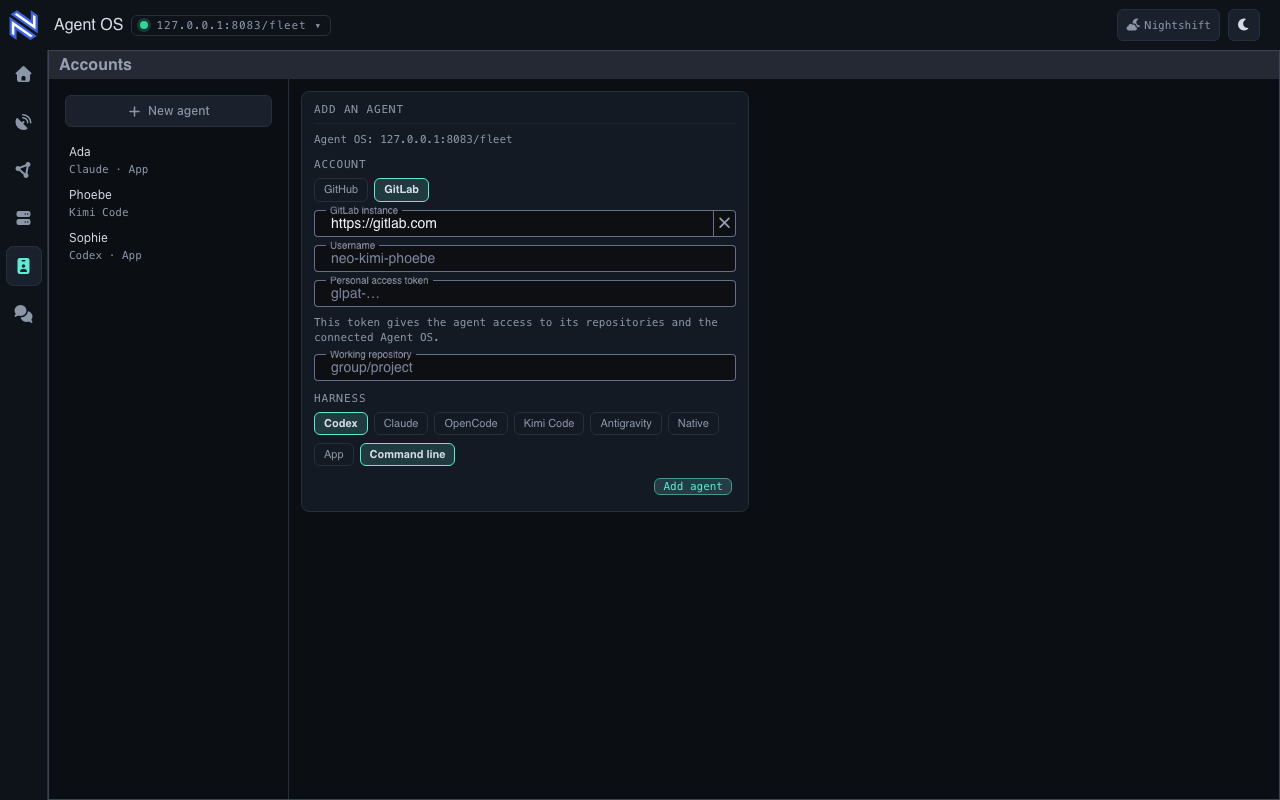 Agent OS
127.0.0.1:8083/fleet ▾
Nightshift
Accounts
New agent
Ada
Claude · App
Phoebe
Kimi Code
Sophie
Codex · App
ADD AN AGENT
Agent OS: 127.0.0.1:8083/fleet
ACCOUNT
GitHub
GitLab
GitLab instance
https://gitlab.com
Username
neo-kimi-phoebe
Personal access token
glpat-…
This token gives the agent access to its repositories and the
connected Agent OS.
Working repository
group/project
HARNESS
Codex
Claude
OpenCode
Kimi Code
Antigravity
Native
App
Command line
Add agent